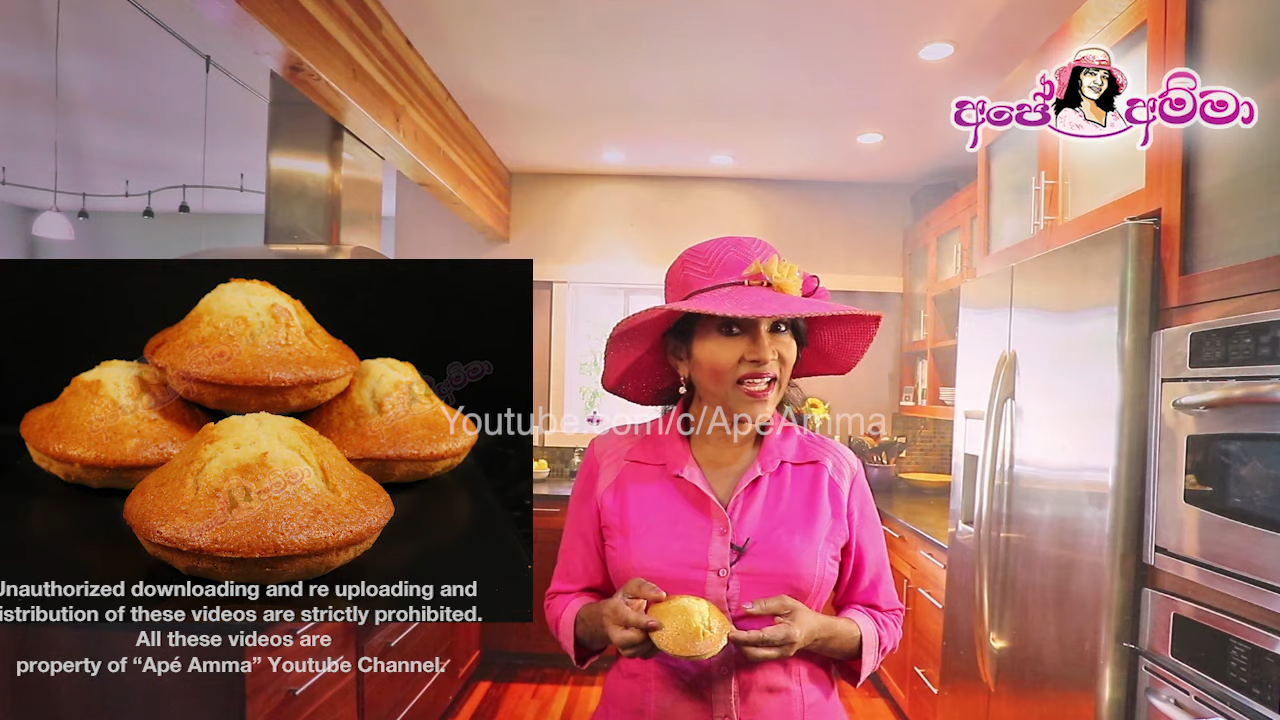 අපේ අම්මා
Youtube.com/c/ApeAmma
Unauthorized downloading and re uploading and
distribution of these videos are strictly prohibited.
All these videos are
property of “Apé Amma” Youtube Channel.